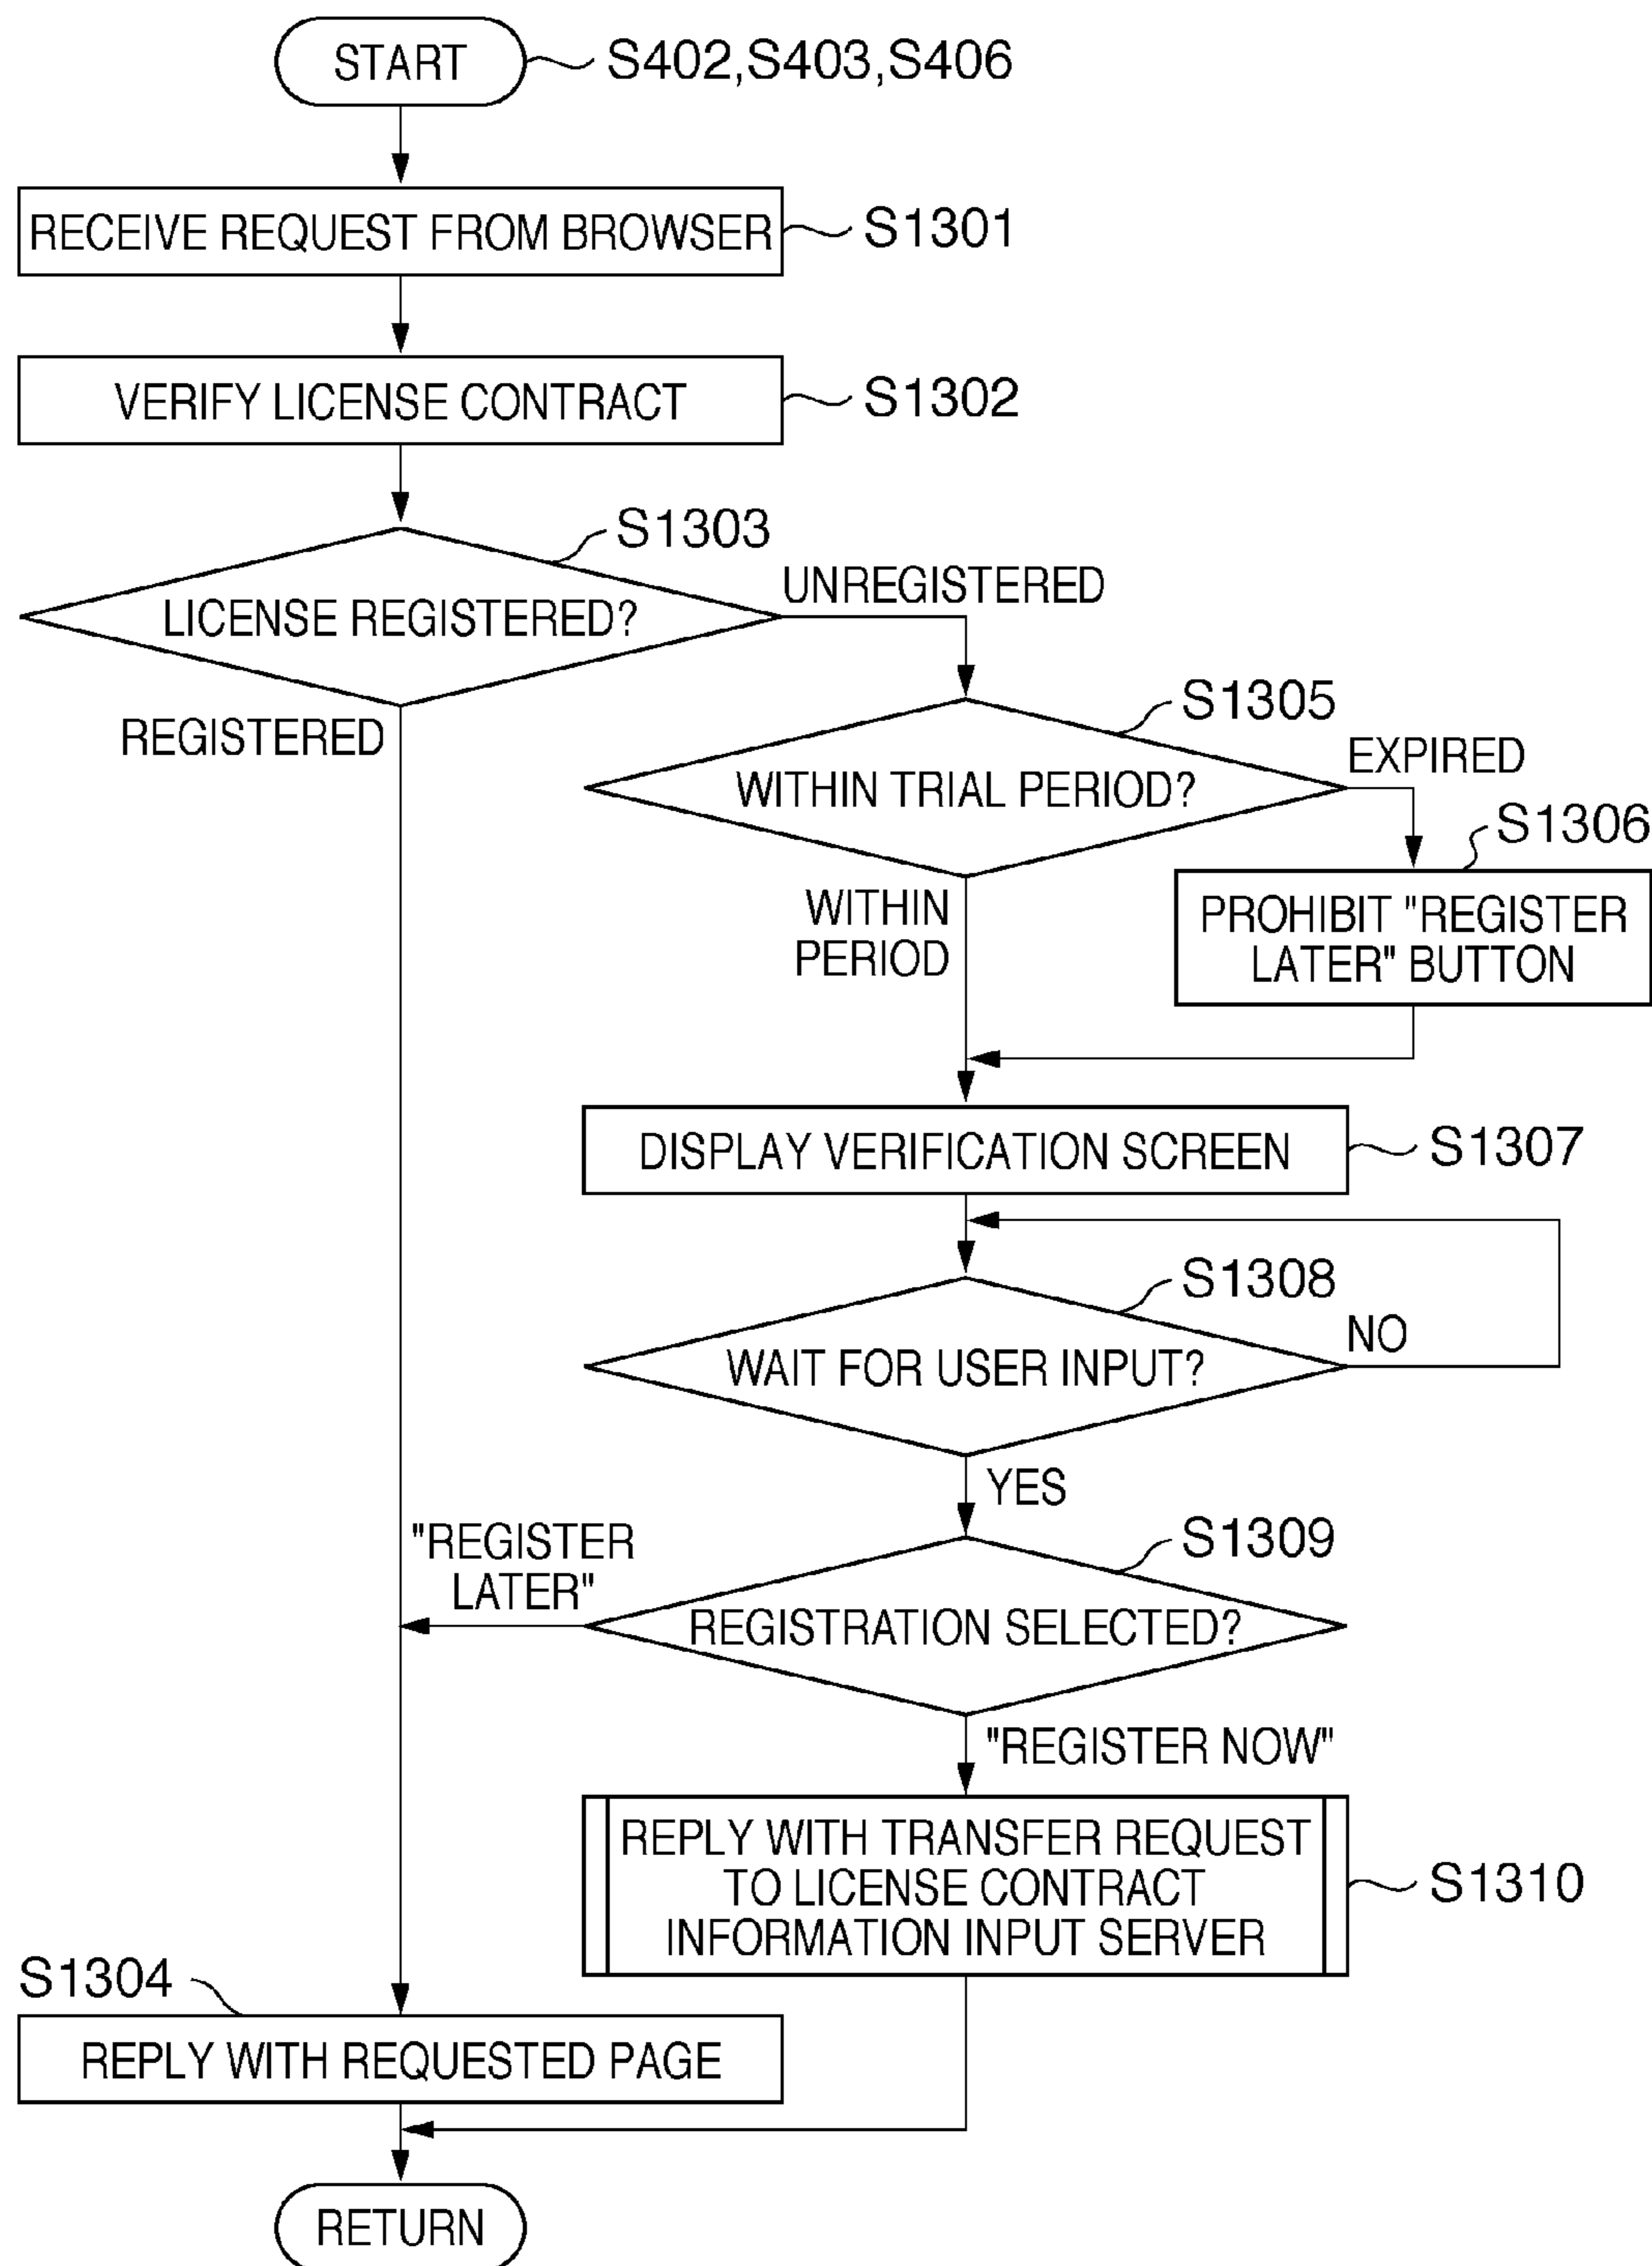 START
S402,S403,S406
RECEIVE REQUEST FROM BROWSER
S1301
VERIFY LICENSE CONTRACT
S1302
S1303
LICENSE REGISTERED?
UNREGISTERED
REGISTERED
S1305
WITHIN TRIAL PERIOD?
EXPIRED
S1306
PROHIBIT "REGISTER
LATER" BUTTON
WITHIN
PERIOD
DISPLAY VERIFICATION SCREEN
S1307
S1308
WAIT FOR USER INPUT?
NO
YES
S1309
"REGISTER
LATER"
REGISTRATION SELECTED?
"REGISTER NOW"
REPLY WITH TRANSFER REQUEST
TO LICENSE CONTRACT
INFORMATION INPUT SERVER
S1310
S1304
REPLY WITH REQUESTED PAGE
RETURN